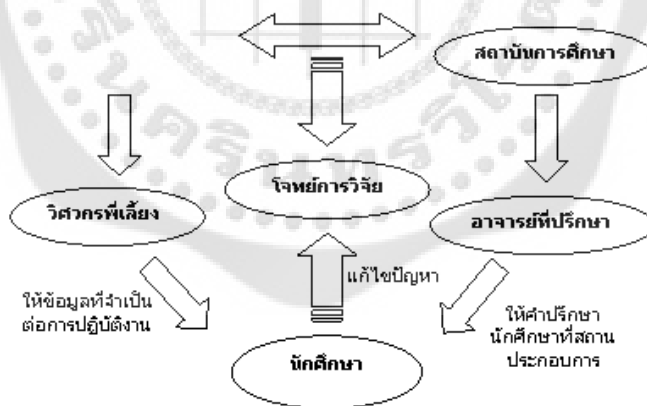 สถาบันการศึกษา
โจทย์การวิจัย
วิศวกรพี่เลี้ยง
อาจารย์ที่ปรึกษา
แก้ไขปัญหา
ให้ข้อมูลที่จำเป็น
ต่อการปฏิบัติงาน
ให้คำปรึกษา
นักศึกษาที่สถาน
ประกอบการ
นักศึกษา